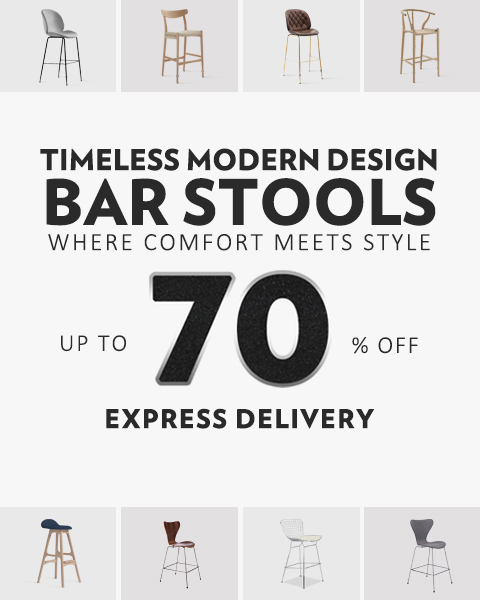 TIMELESS MODERN DESIGN
BAR STOOLS
WHERE COMFORT MEETS STYLE
UP TO 70 % OFF
EXPRESS DELIVERY